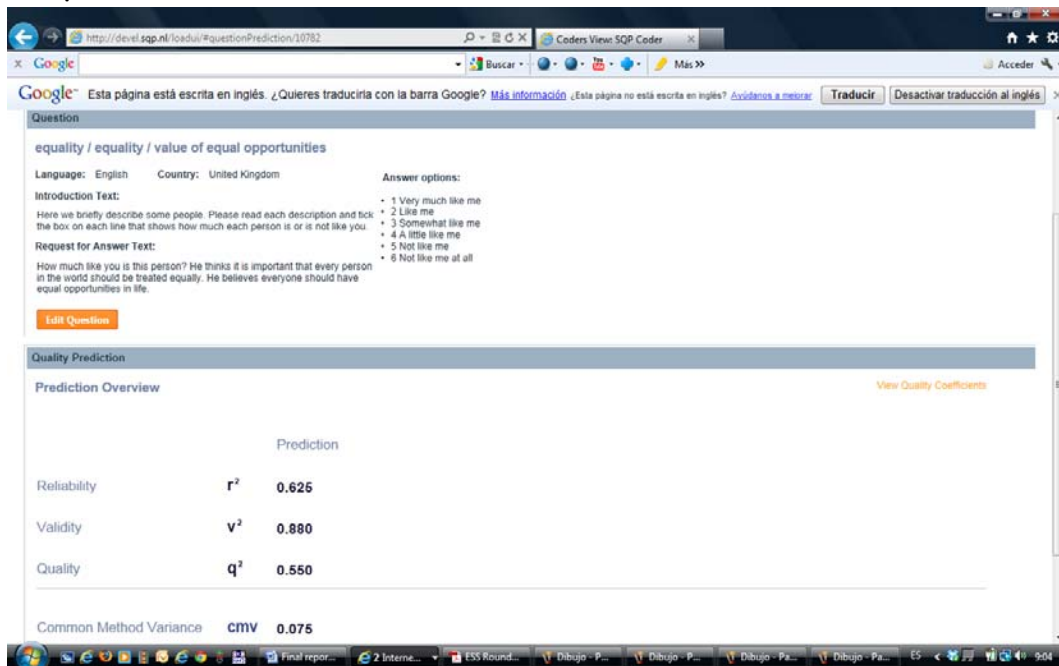 http://devel.sqp.nl/loadui/#questionPrediction/10782
Coders View: SQP Coder
x Google
Buscar
Más >>
Acceder
Google Esta página está escrita en inglés. ¿Quieres traducirla con la barra Google? Más información ¿Esta página no está escrita en inglés? Ayúdanos a mejorar Traducir Desactivar traducción al inglés
Question
equality / equality / value of equal opportunities
Language: English Country: United Kingdom
Introduction Text:
Here we briefly describe some people. Please read each description and tick
the box on each line that shows how much each person is or is not like you.
Request for Answer Text:
How much like you is this person? He thinks it is important that every person
in the world should be treated equally. He believes everyone should have
equal opportunities in life.
Answer options:
• 1 Very much like me
• 2 Like me
• 3 Somewhat like me
• 4 A little like me
• 5 Not like me
• 6 Not like me at all
Edit Question
Quality Prediction
Prediction Overview
View Quality Coefficients
Prediction
Reliability r² 0.625
Validity v² 0.880
Quality q² 0.550
Common Method Variance cmv 0.075
Final repor... 2 Interne... ESS Round... Dibujo - P... Dibujo - P... Dibujo - Pa... Dibujo - Pa... ES 9:04